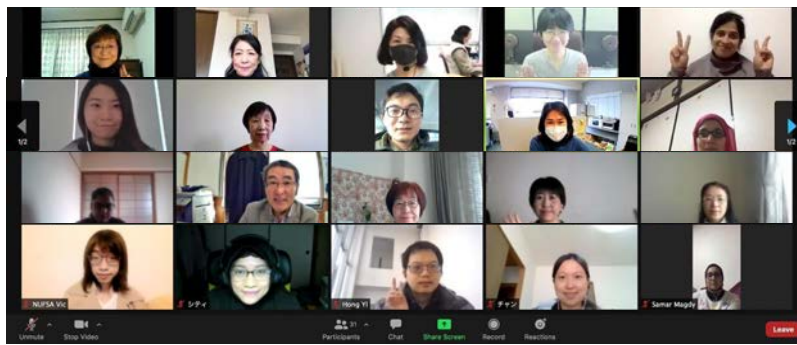 1/2
1/2
NUFSA Vic
シティ
Hong YI
チャン
Samar Magdy
31
Unmute
Stop Video
Participants
Chat
Share Screen
Record
Reactions
Leave